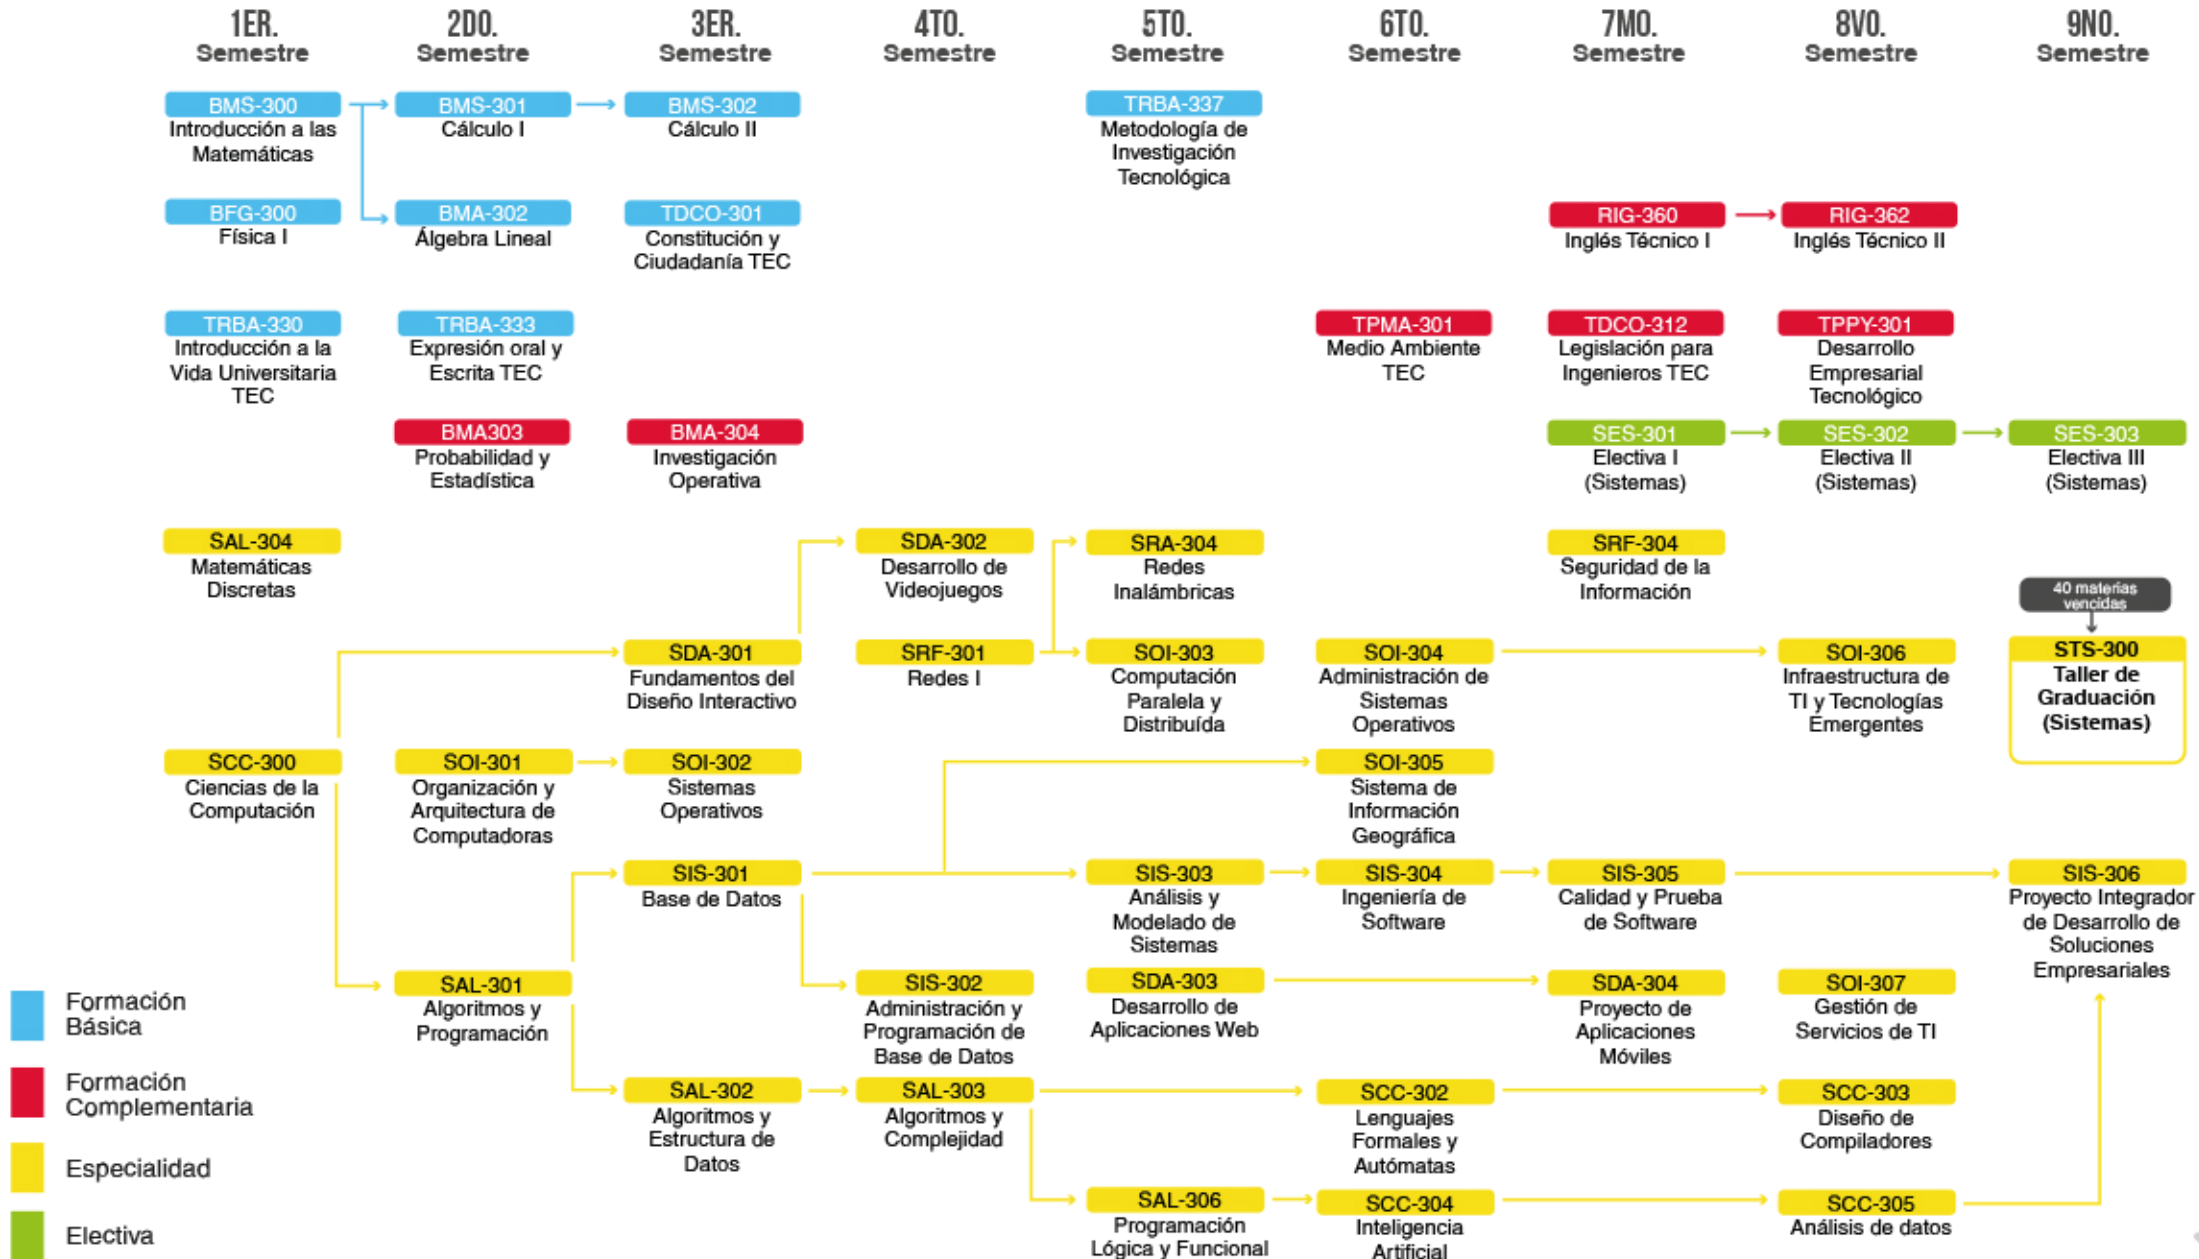 1ER.
Semestre
2DO.
Semestre
3ER.
Semestre
4TO.
Semestre
5TO.
Semestre
6TO.
Semestre
7MO.
Semestre
8VO.
Semestre
9NO.
Semestre
BMS-300
Introducción a las
Matemáticas
BMS-301
Cálculo I
BMS-302
Cálculo II
TRBA-337
Metodología de
Investigación
Tecnológica
BFG-300
Física I
BMA-302
Álgebra Lineal
TDCO-301
Constitución y
Ciudadanía TEC
RIG-360
Inglés Técnico I
RIG-362
Inglés Técnico II
TRBA-330
Introducción a la
Vida Universitaria
TEC
TRBA-333
Expresión oral y
Escrita TEC
TPMA-301
Medio Ambiente
TEC
TDCO-312
Legislación para
Ingenieros TEC
TPPY-301
Desarrollo
Empresarial
Tecnológico
BMA303
Probabilidad y
Estadística
BMA-304
Investigación
Operativa
SES-301
Electiva I
(Sistemas)
SES-302
Electiva II
(Sistemas)
SES-303
Electiva III
(Sistemas)
SAL-304
Matemáticas
Discretas
SDA-302
Desarrollo de
Videojuegos
SRA-304
Redes
Inalámbricas
SRF-304
Seguridad de la
Información
40 materias
vencidas
SDA-301
Fundamentos del
Diseño Interactivo
SRF-301
Redes I
SOI-303
Computación
Paralela y
Distribuída
SOI-304
Administración de
Sistemas
Operativos
SOI-306
Infraestructura de
TI y Tecnologías
Emergentes
STS-300
Taller de
Graduación
(Sistemas)
SCC-300
Ciencias de la
Computación
SOI-301
Organización y
Arquitectura de
Computadoras
SOI-302
Sistemas
Operativos
SOI-305
Sistema de
Información
Geográfica
SIS-301
Base de Datos
SIS-303
Análisis y
Modelado de
Sistemas
SIS-304
Ingeniería de
Software
SIS-305
Calidad y Prueba
de Software
SIS-306
Proyecto Integrador
de Desarrollo de
Soluciones
Empresariales
SAL-301
Algoritmos y
Programación
SIS-302
Administración y
Programación de
Base de Datos
SDA-303
Desarrollo de
Aplicaciones Web
SDA-304
Proyecto de
Aplicaciones
Móviles
SOI-307
Gestión de
Servicios de TI
SAL-302
Algoritmos y
Estructura de
Datos
SAL-303
Algoritmos y
Complejidad
SCC-302
Lenguajes
Formales y
Autómatas
SCC-303
Diseño de
Compiladores
SAL-306
Programación
Lógica y Funcional
SCC-304
Inteligencia
Artificial
SCC-305
Análisis de datos
Formación
Básica
Formación
Complementaria
Especialidad
Electiva